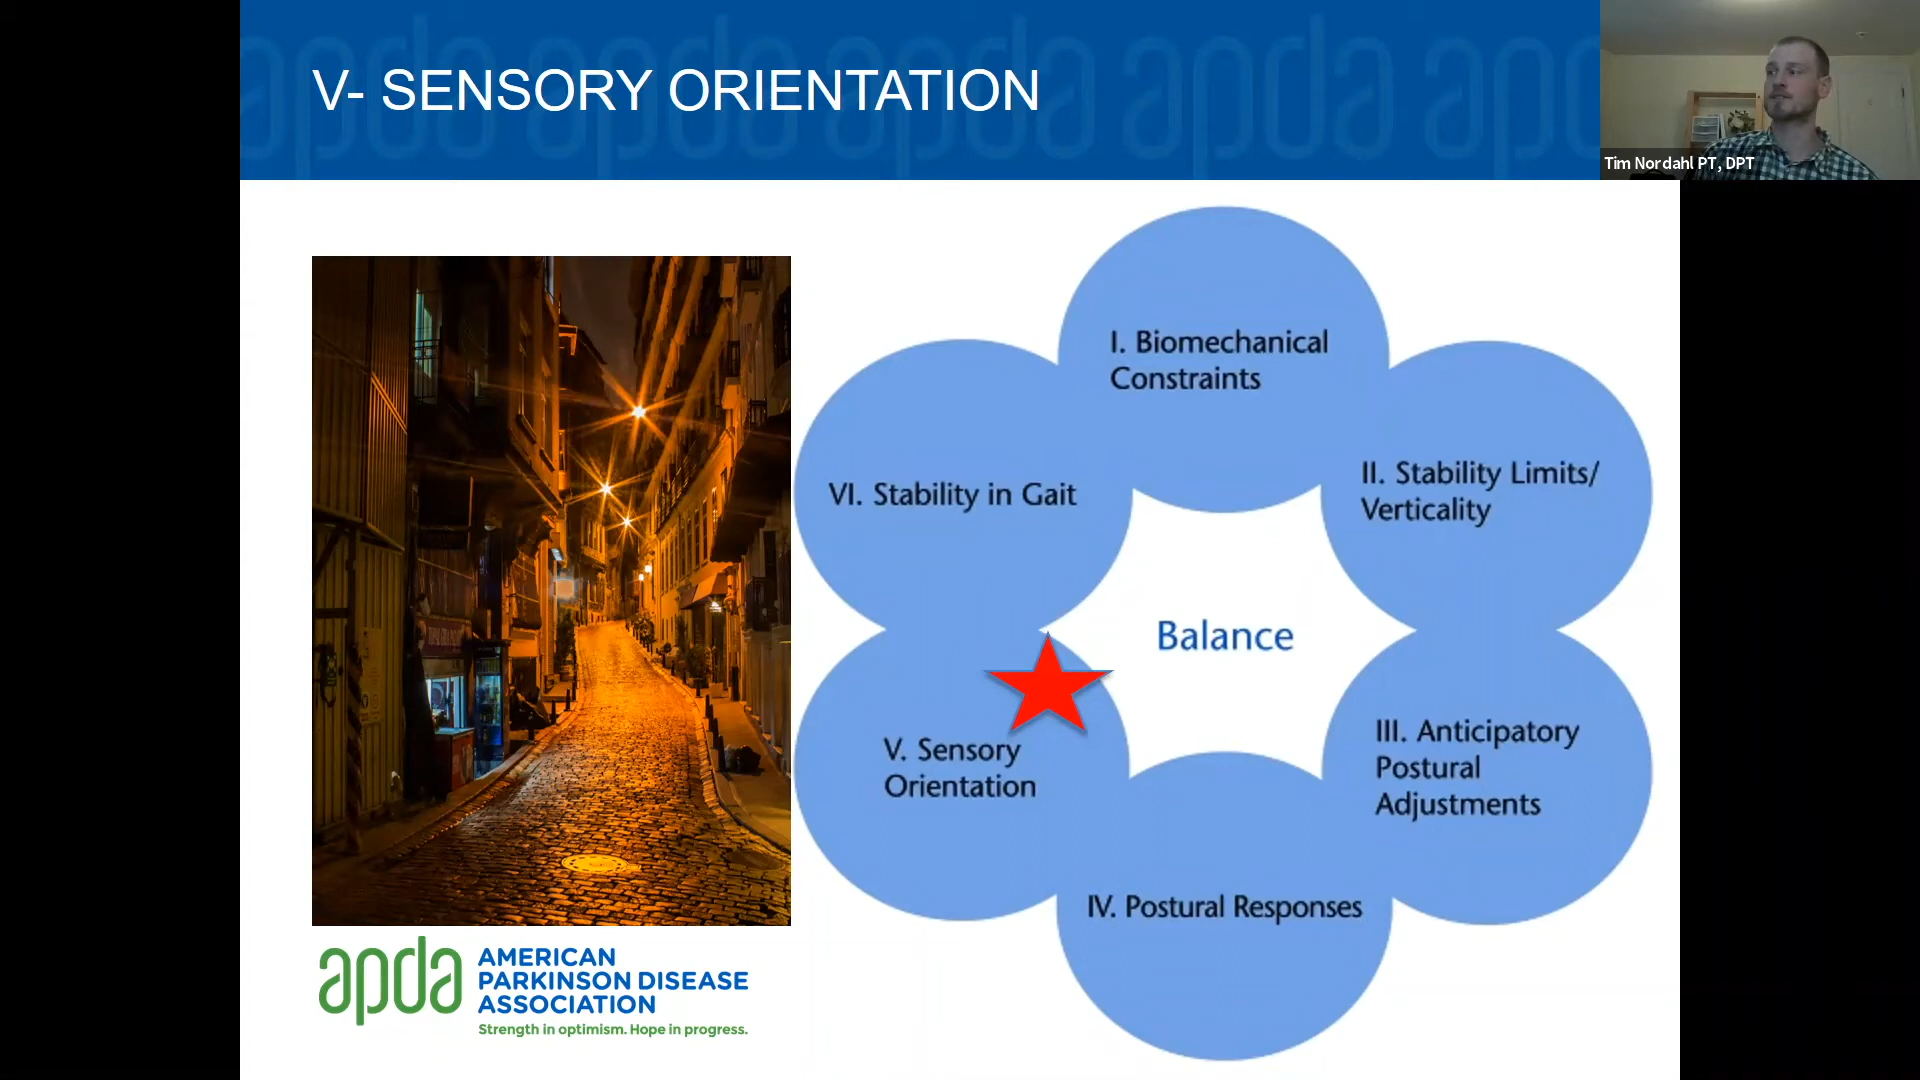 V- SENSORY ORIENTATION
Tim Nordahl PT, DPT
I. Biomechanical
Constraints
II. Stability Limits/
Verticality
VI. Stability in Gait
Balance
III. Anticipatory
Postural
Adjustments
V. Sensory
Orientation
IV. Postural Responses
apda
AMERICAN
PARKINSON DISEASE
ASSOCIATION
Strength in optimism. Hope in progress.